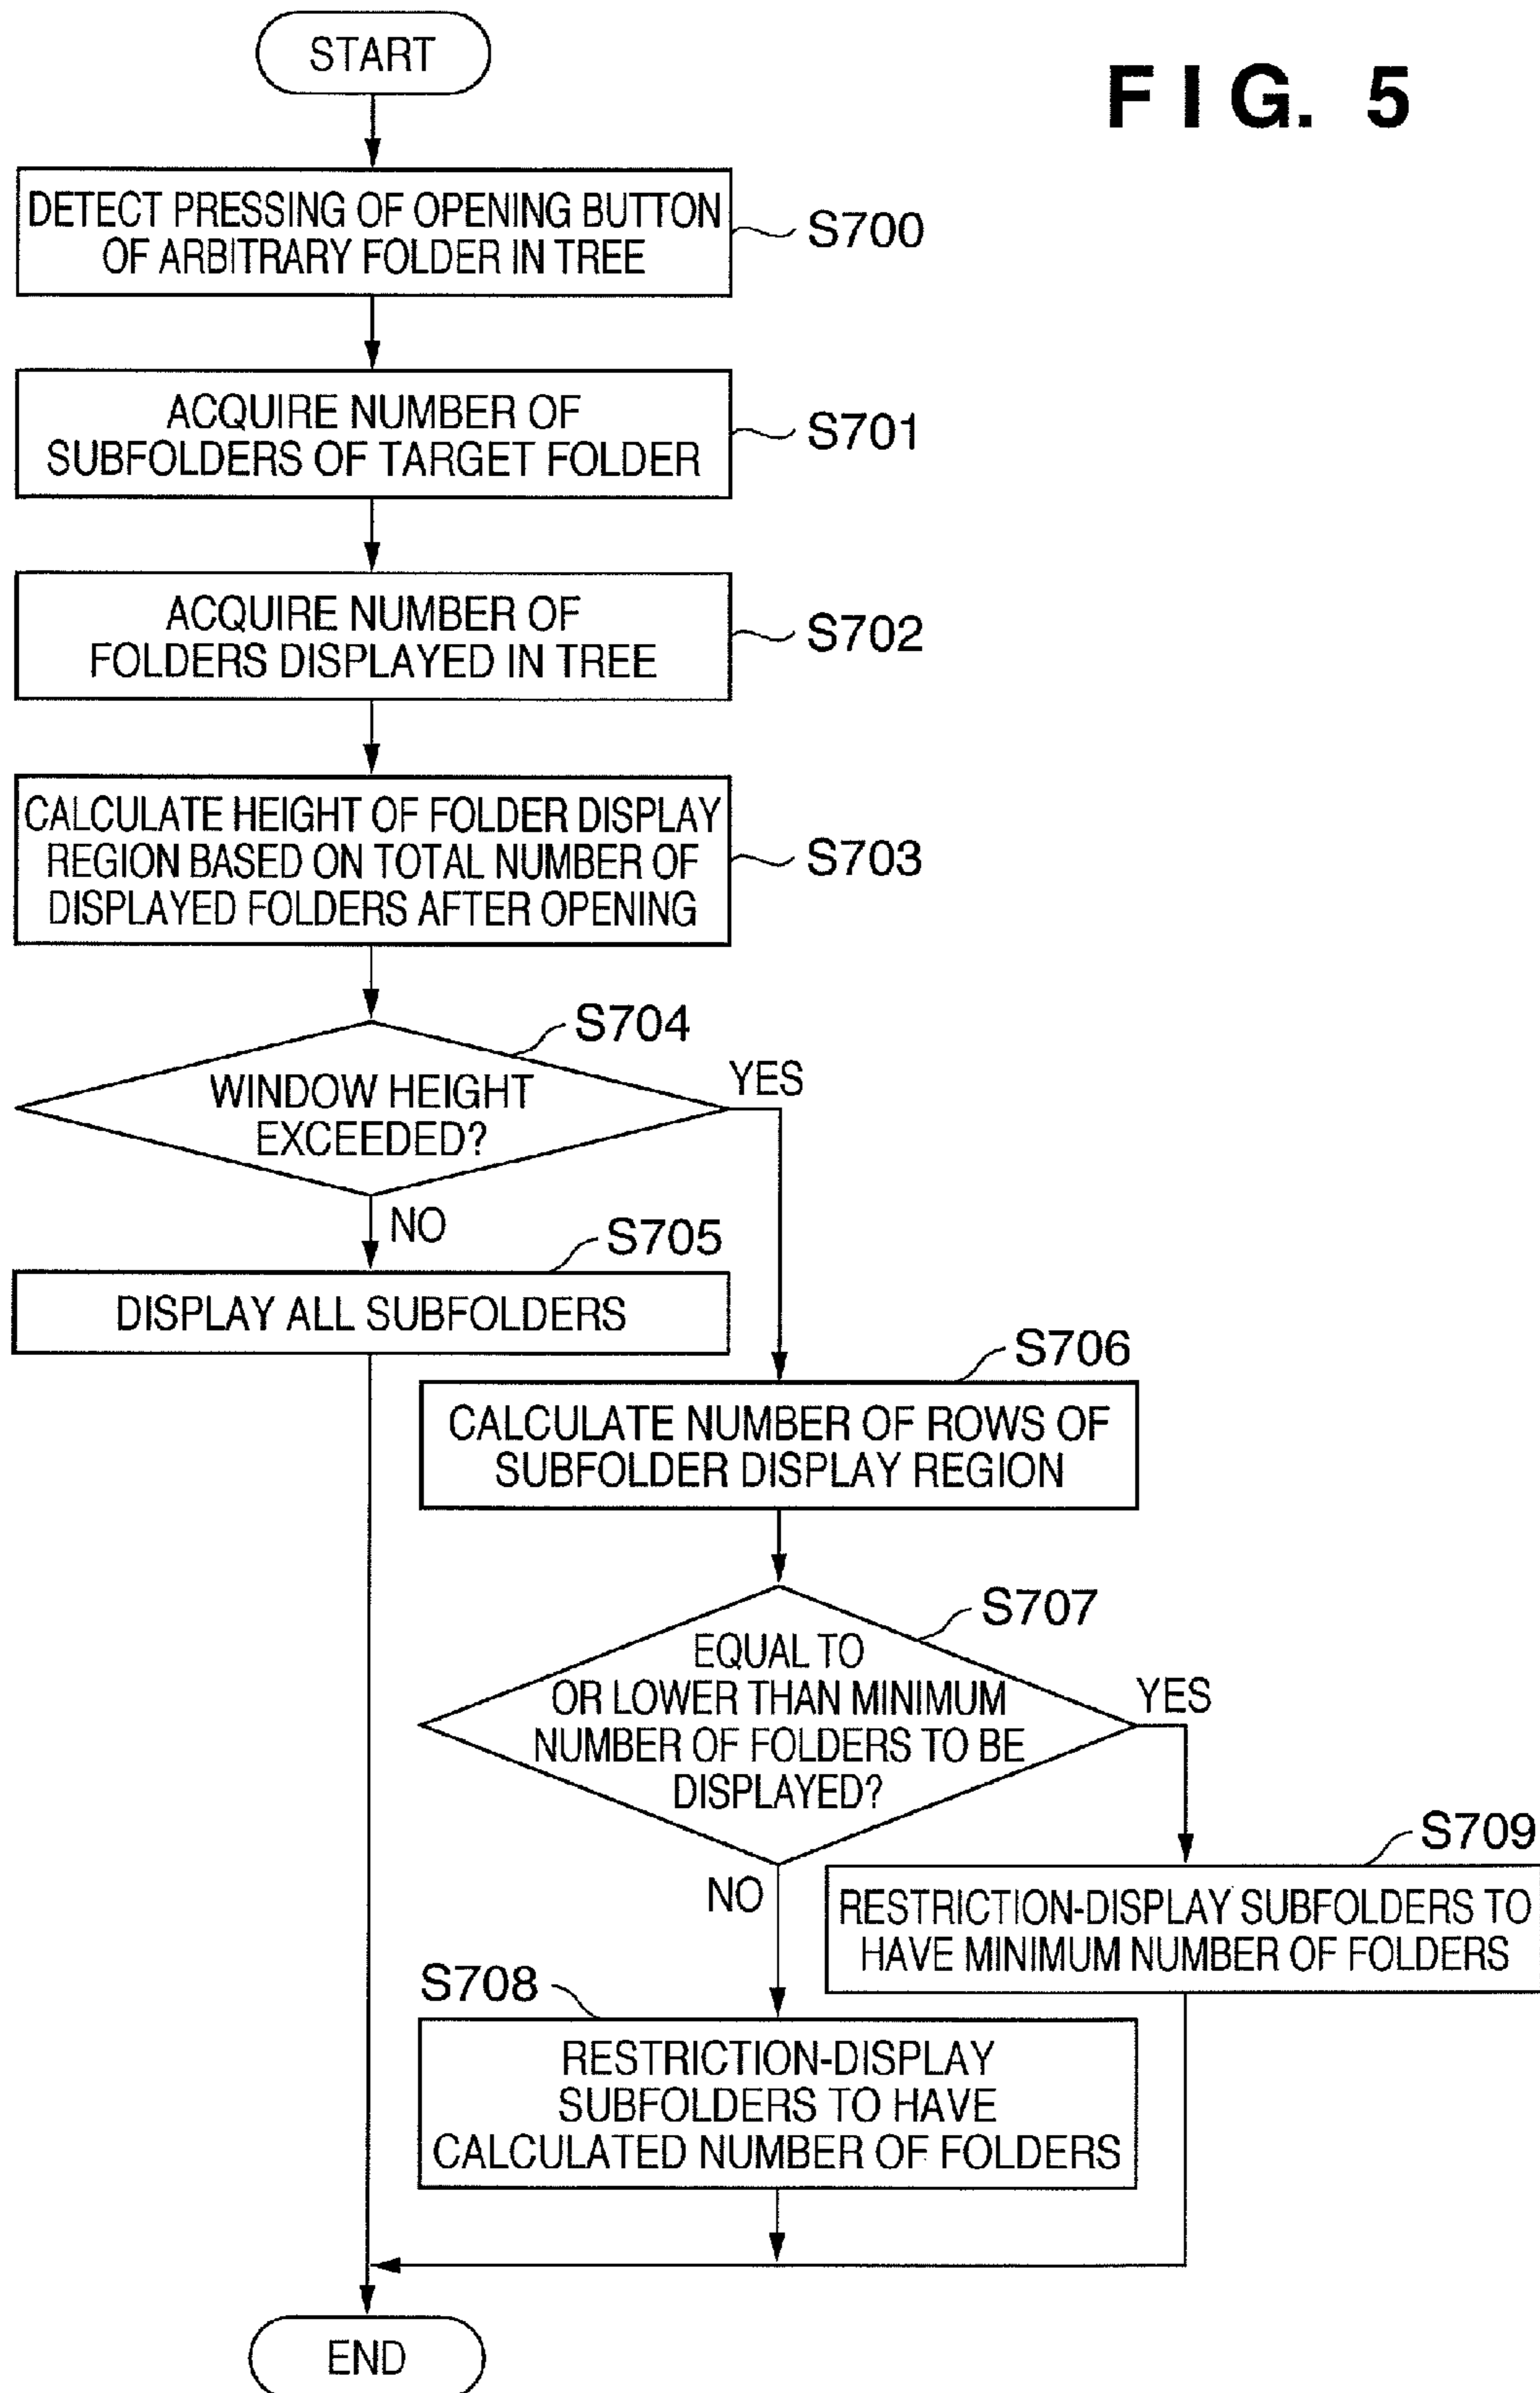 START
FIG. 5
DETECT PRESSING OF OPENING BUTTON
OF ARBITRARY FOLDER IN TREE
S700
ACQUIRE NUMBER OF
SUBFOLDERS OF TARGET FOLDER
S701
ACQUIRE NUMBER OF
FOLDERS DISPLAYED IN TREE
S702
CALCULATE HEIGHT OF FOLDER DISPLAY
REGION BASED ON TOTAL NUMBER OF
DISPLAYED FOLDERS AFTER OPENING
S703
S704
WINDOW HEIGHT
EXCEEDED?
YES
NO
S705
DISPLAY ALL SUBFOLDERS
S706
CALCULATE NUMBER OF ROWS OF
SUBFOLDER DISPLAY REGION
S707
EQUAL TO
OR LOWER THAN MINIMUM
NUMBER OF FOLDERS TO BE
DISPLAYED?
YES
NO
S709
RESTRICTION-DISPLAY SUBFOLDERS TO
HAVE MINIMUM NUMBER OF FOLDERS
S708
RESTRICTION-DISPLAY
SUBFOLDERS TO HAVE
CALCULATED NUMBER OF FOLDERS
END